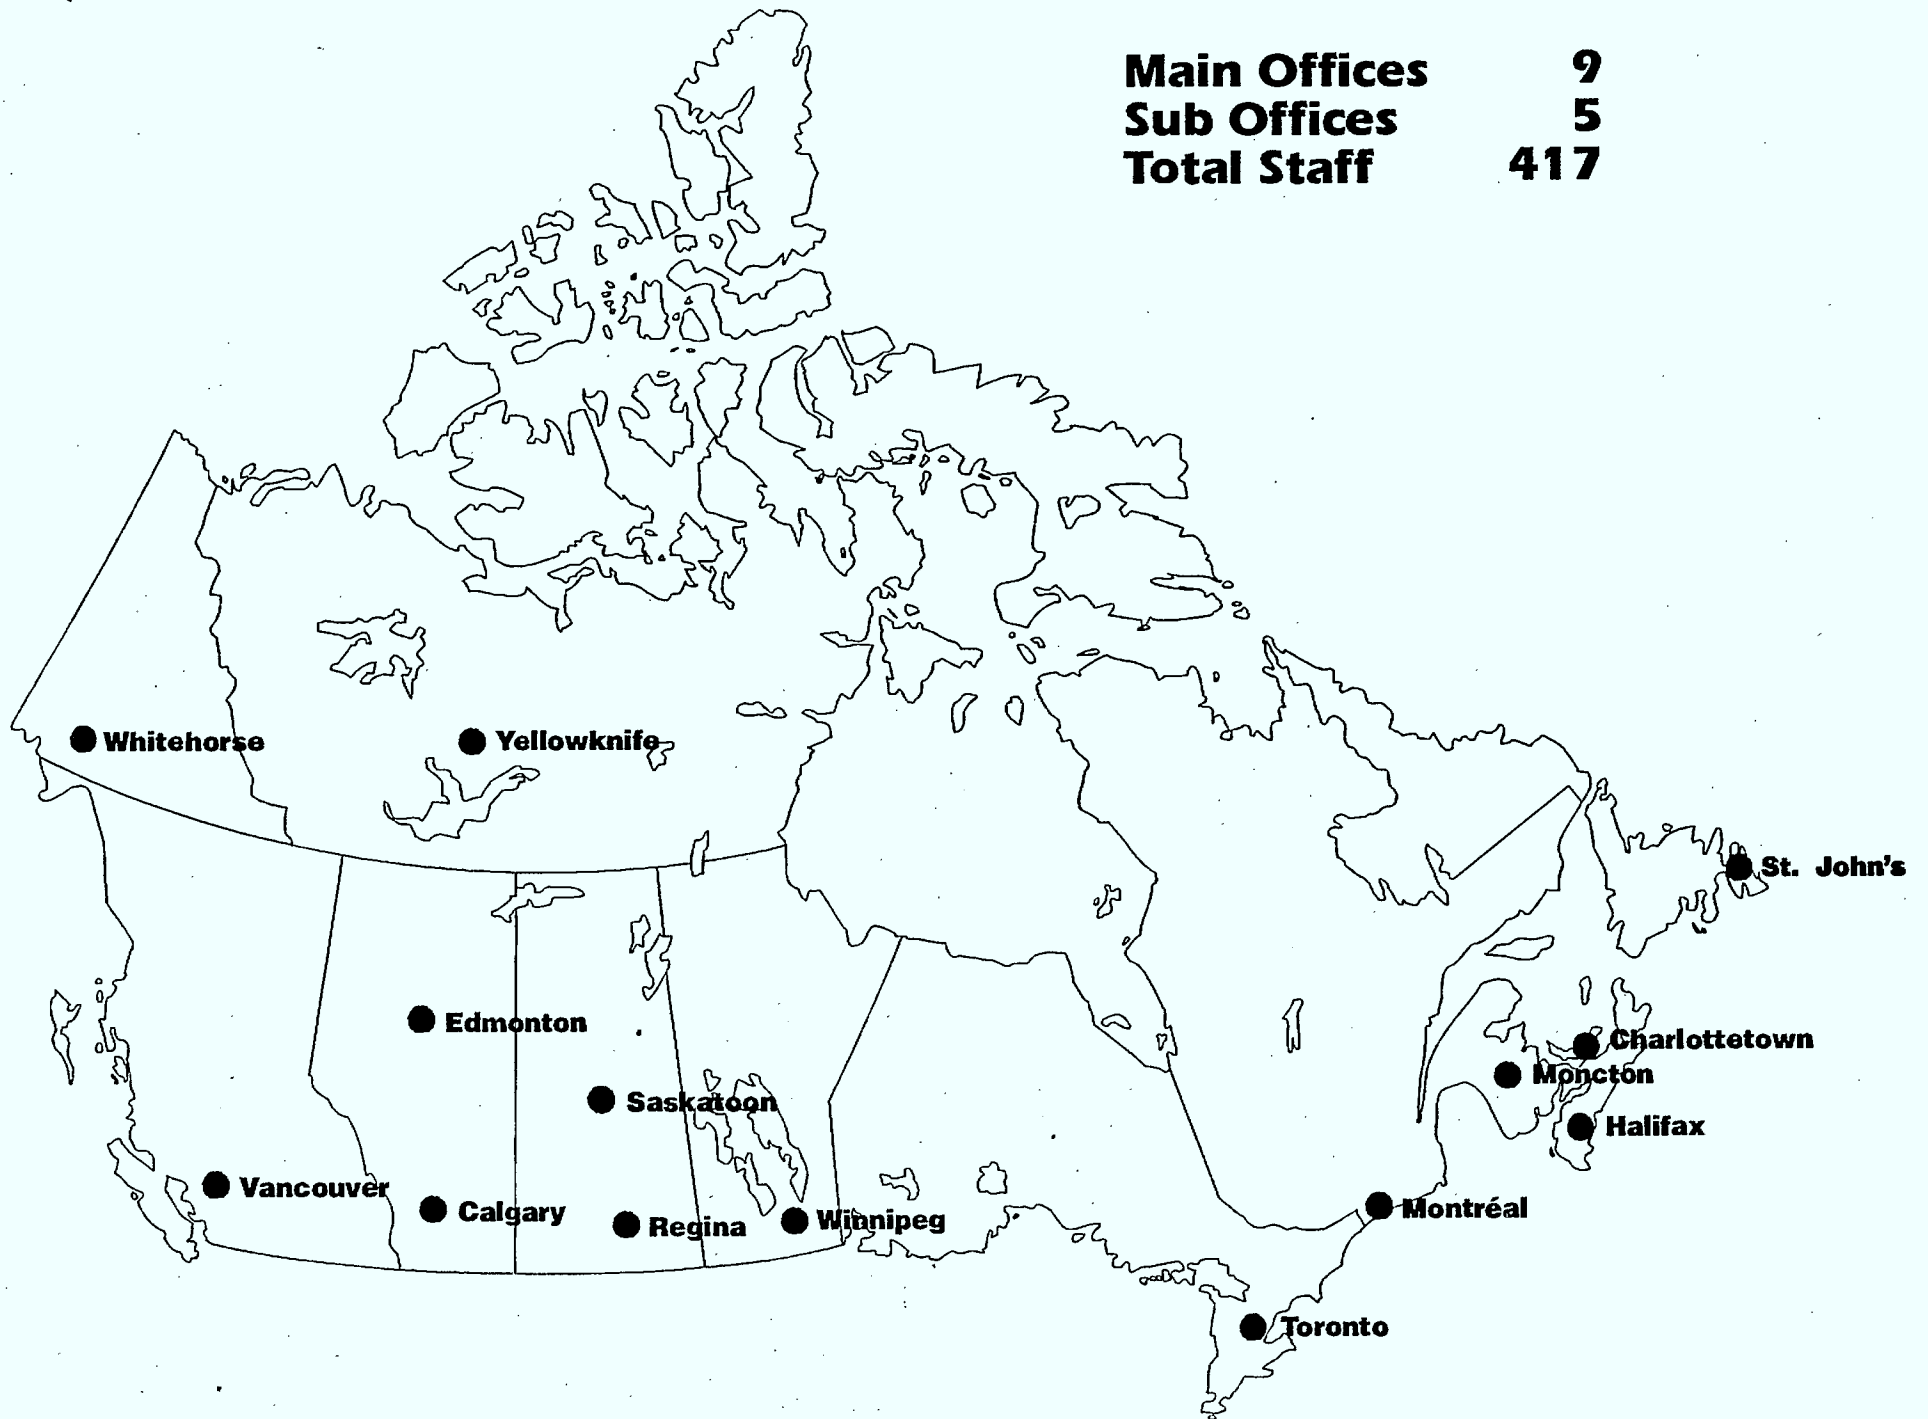 Main Offices 9
Sub Offices 5
Total Staff 417
Whitehorse
Yellowknife
St. John's
Edmonton
Charlottetown
Moncton
Saskatoon
Halifax
Vancouver
Calgary
Regina
Winnipeg
Montréal
Toronto